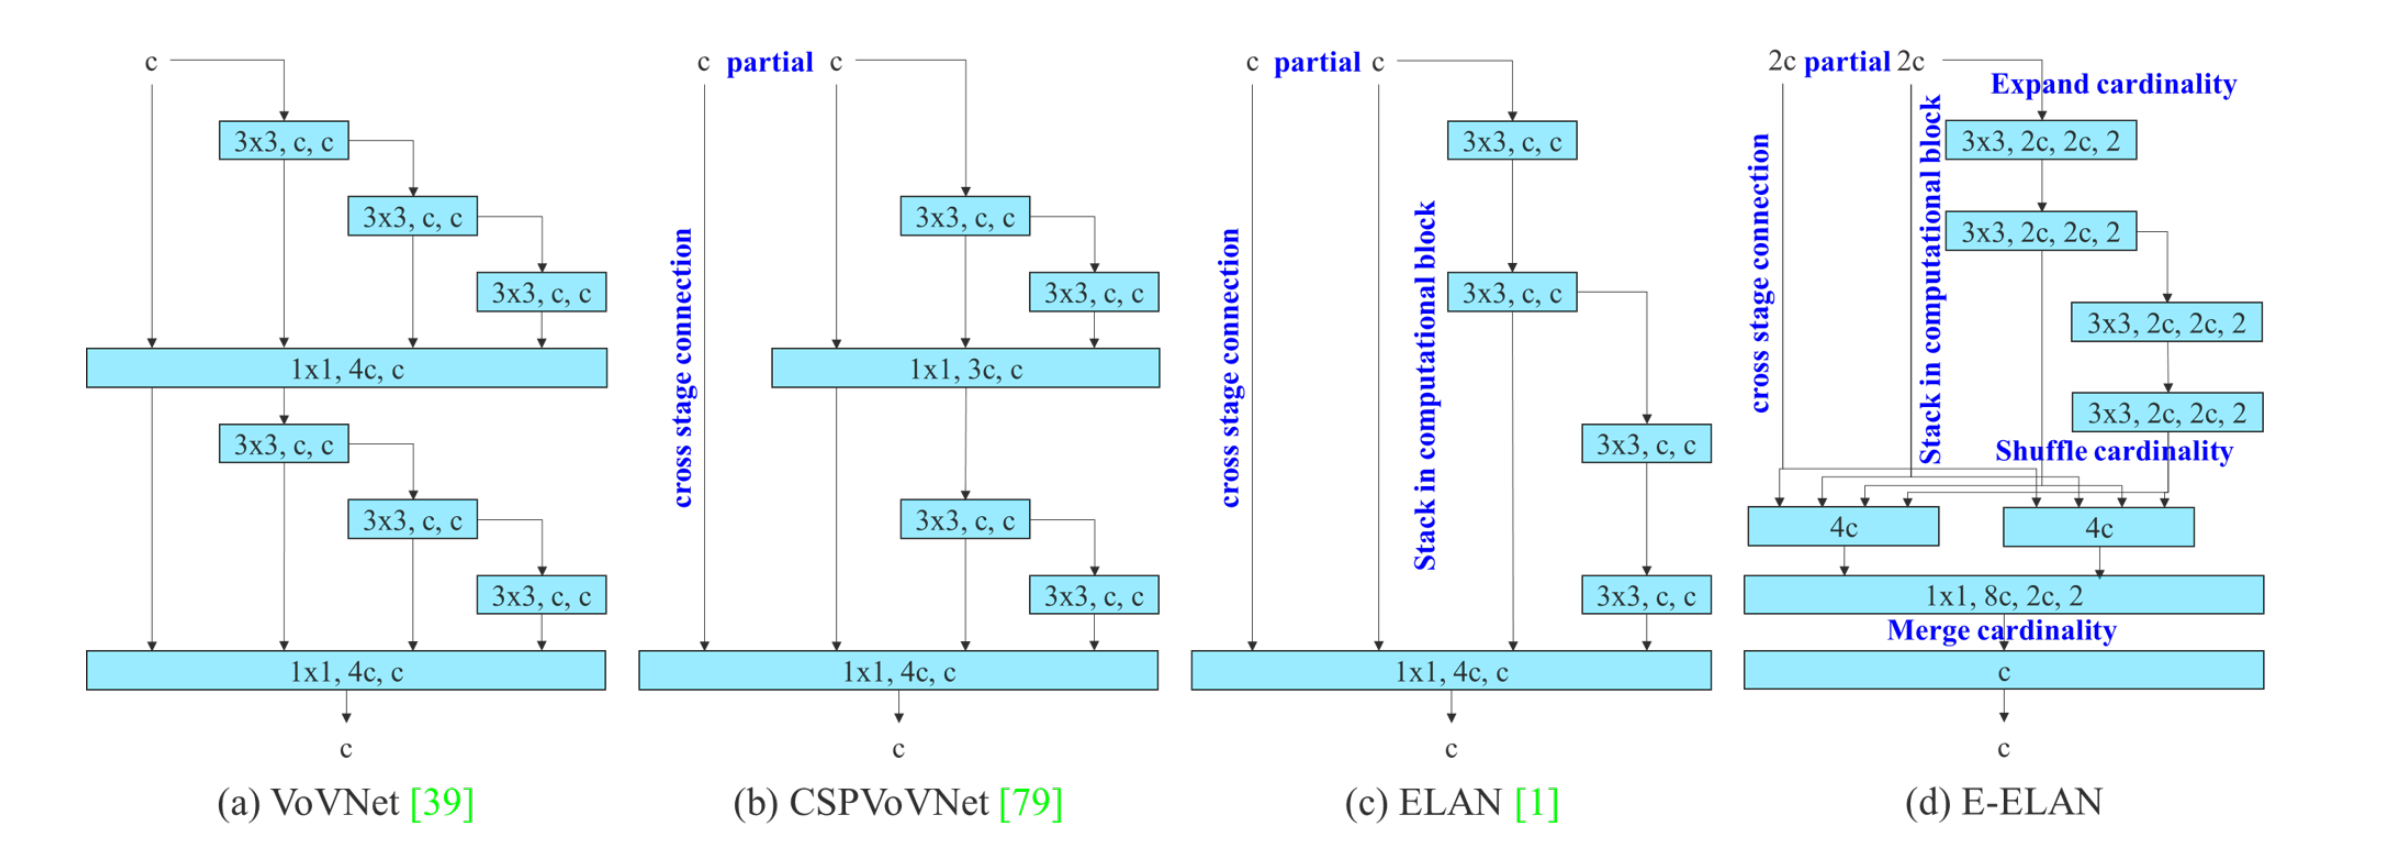 c
3x3, c, c
3x3, c, c
3x3, c, c
1x1, 4c, c
3x3, c, c
3x3, c, c
3x3, c, c
1x1, 4c, c
c
(a) VoVNet [39]
c partial c
cross stage connection
3x3, c, c
3x3, c, c
1x1, 3c, c
3x3, c, c
3x3, c, c
1x1, 4c, c
c
(b) CSPVoVNet [79]
c partial c
cross stage connection
Stack in computational block
3x3, c, c
3x3, c, c
3x3, c, c
3x3, c, c
1x1, 4c, c
c
(c) ELAN [1]
2c partial 2c
Expand cardinality
cross stage connection
Stack in computational block
3x3, 2c, 2c, 2
3x3, 2c, 2c, 2
3x3, 2c, 2c, 2
3x3, 2c, 2c, 2
Shuffle cardinality
4c
4c
1x1, 8c, 2c, 2
Merge cardinality
c
c
(d) E-ELAN